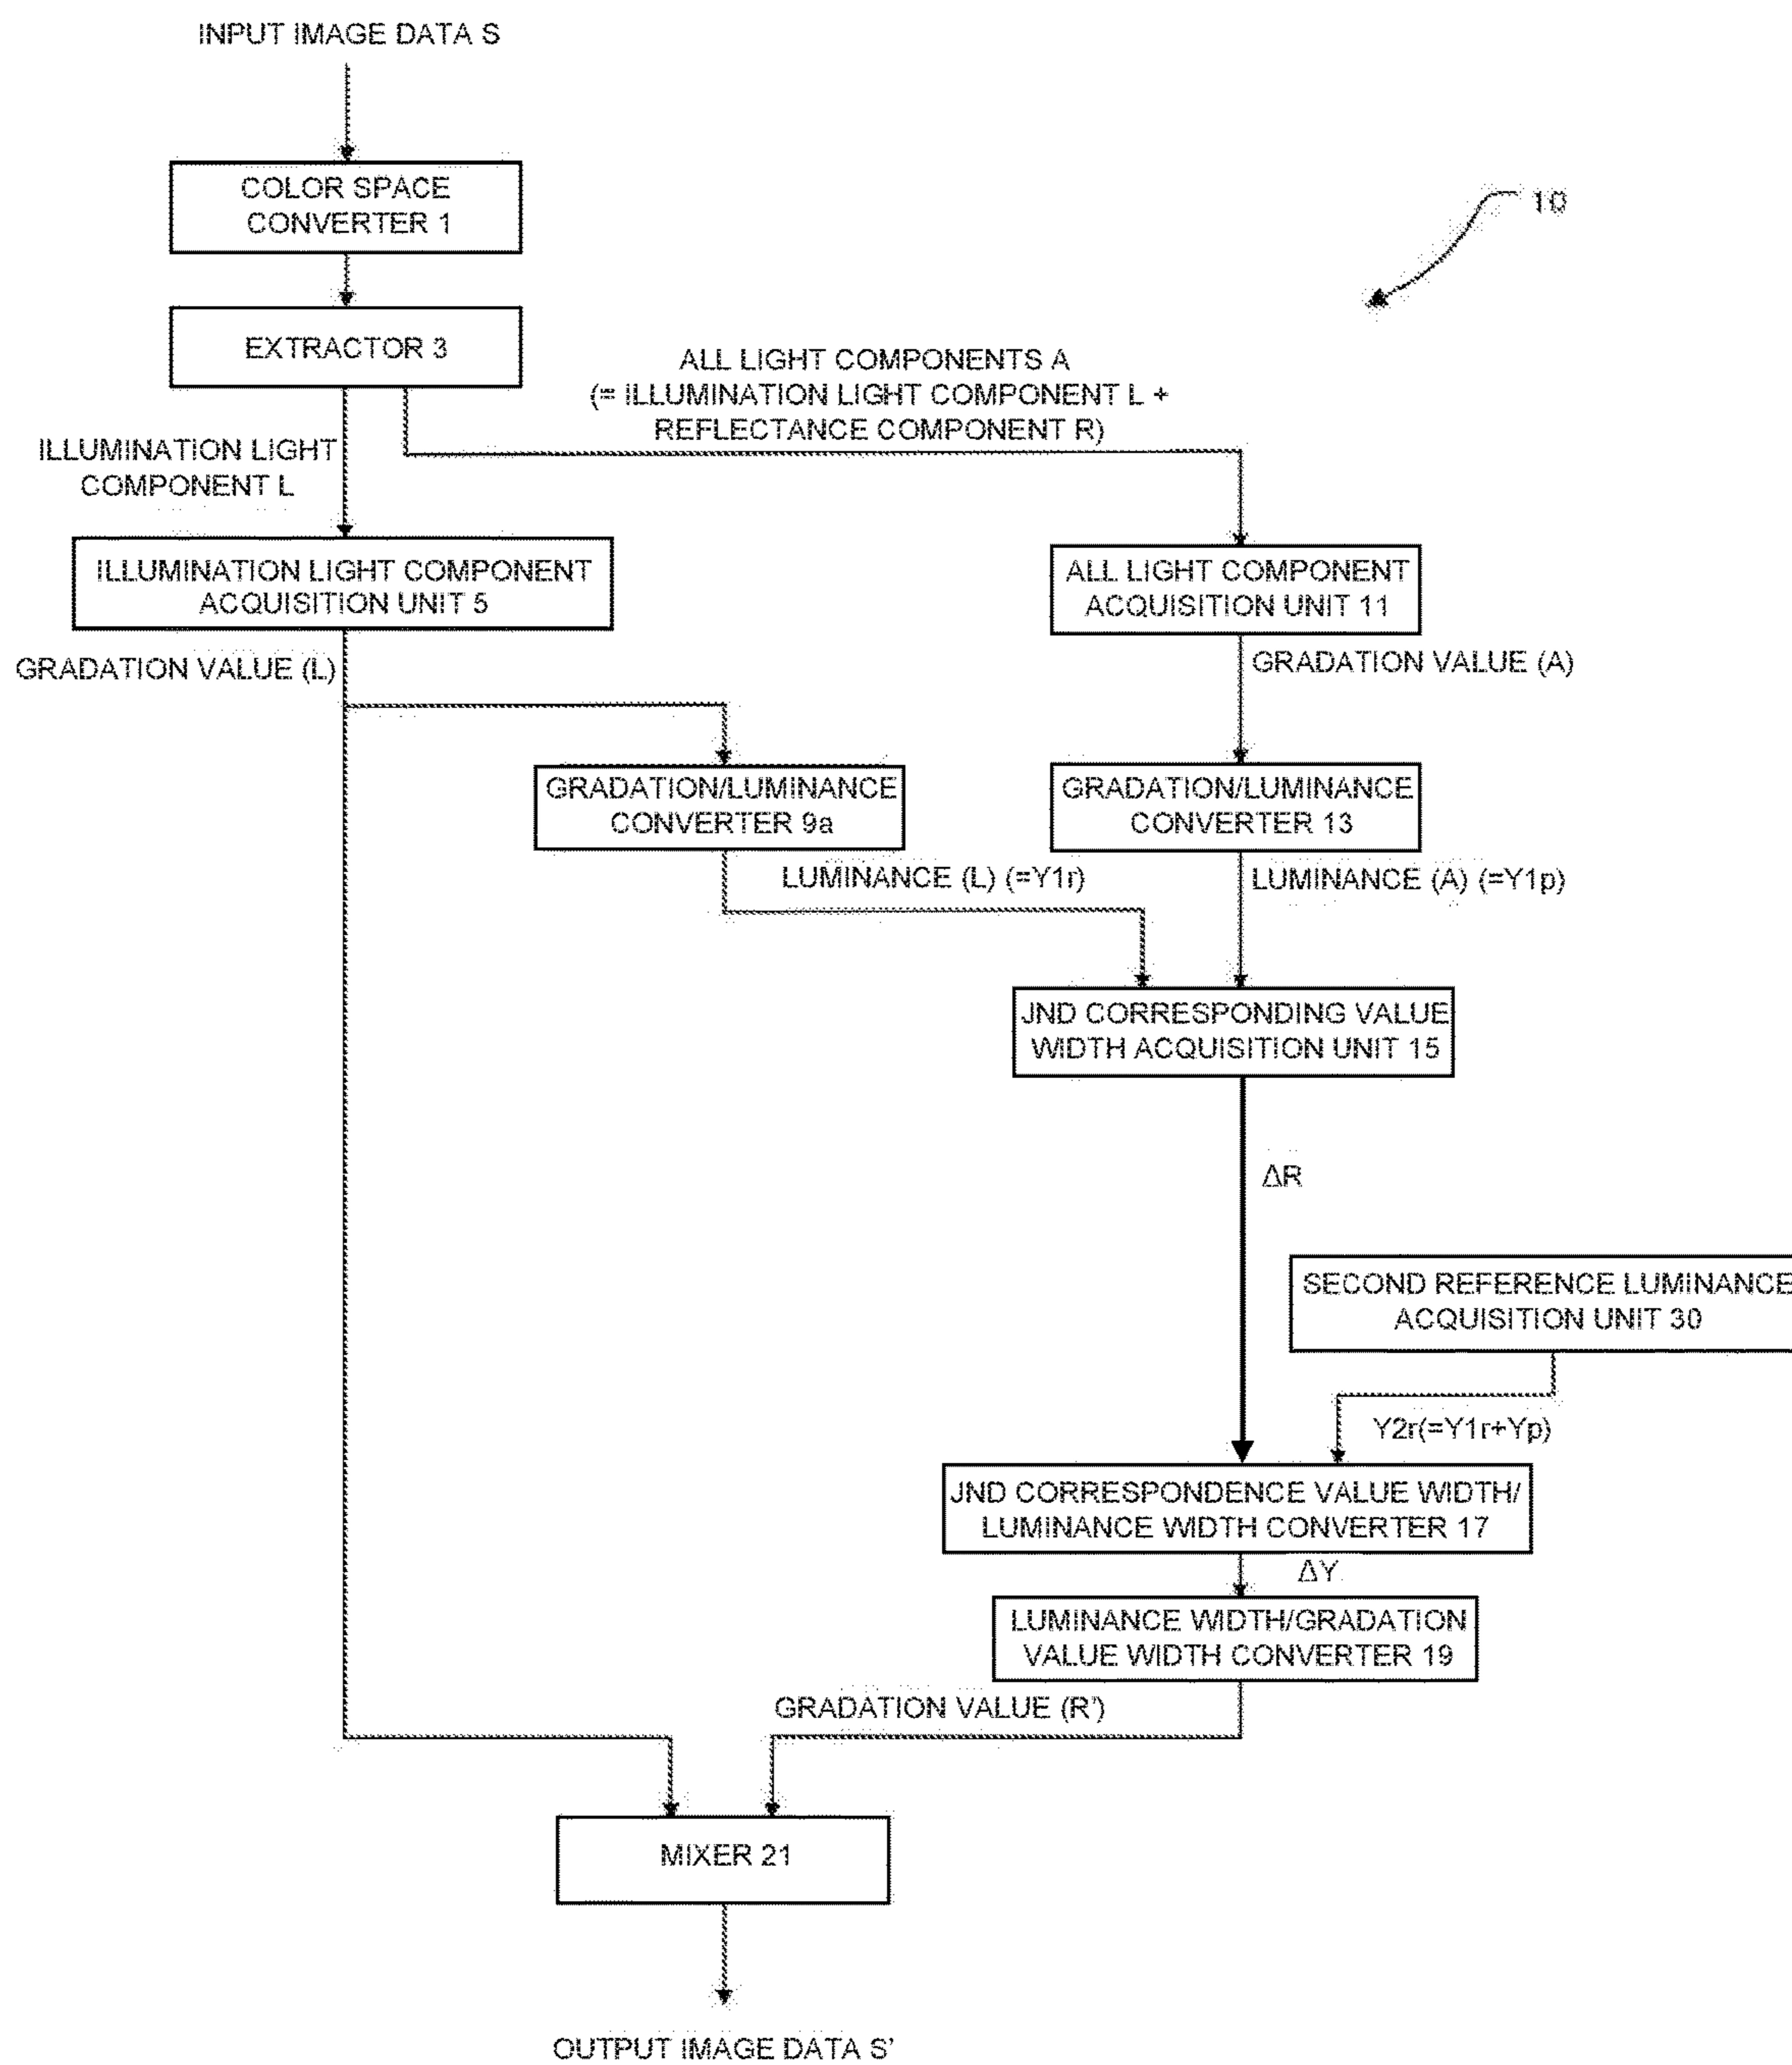 INPUT IMAGE DATA S
COLOR SPACE
CONVERTER 1
10
EXTRACTOR 3
ALL LIGHT COMPONENTS A
(= ILLUMINATION LIGHT COMPONENT L +
REFLECTANCE COMPONENT R)
ILLUMINATION LIGHT
COMPONENT L
ILLUMINATION LIGHT COMPONENT
ACQUISITION UNIT 5
ALL LIGHT COMPONENT
ACQUISITION UNIT 11
GRADATION VALUE (L)
GRADATION VALUE (A)
GRADATION/LUMINANCE
CONVERTER 9a
GRADATION/LUMINANCE
CONVERTER 13
LUMINANCE (L) (=Y1r)
LUMINANCE (A) (=Y1p)
JND CORRESPONDING VALUE
WIDTH ACQUISITION UNIT 15
ΔR
SECOND REFERENCE LUMINANCE
ACQUISITION UNIT 30
Y2r(=Y1r+Yp)
JND CORRESPONDENCE VALUE WIDTH/
LUMINANCE WIDTH CONVERTER 17
ΔY
LUMINANCE WIDTH/GRADATION
VALUE WIDTH CONVERTER 19
GRADATION VALUE (R')
MIXER 21
OUTPUT IMAGE DATA S'